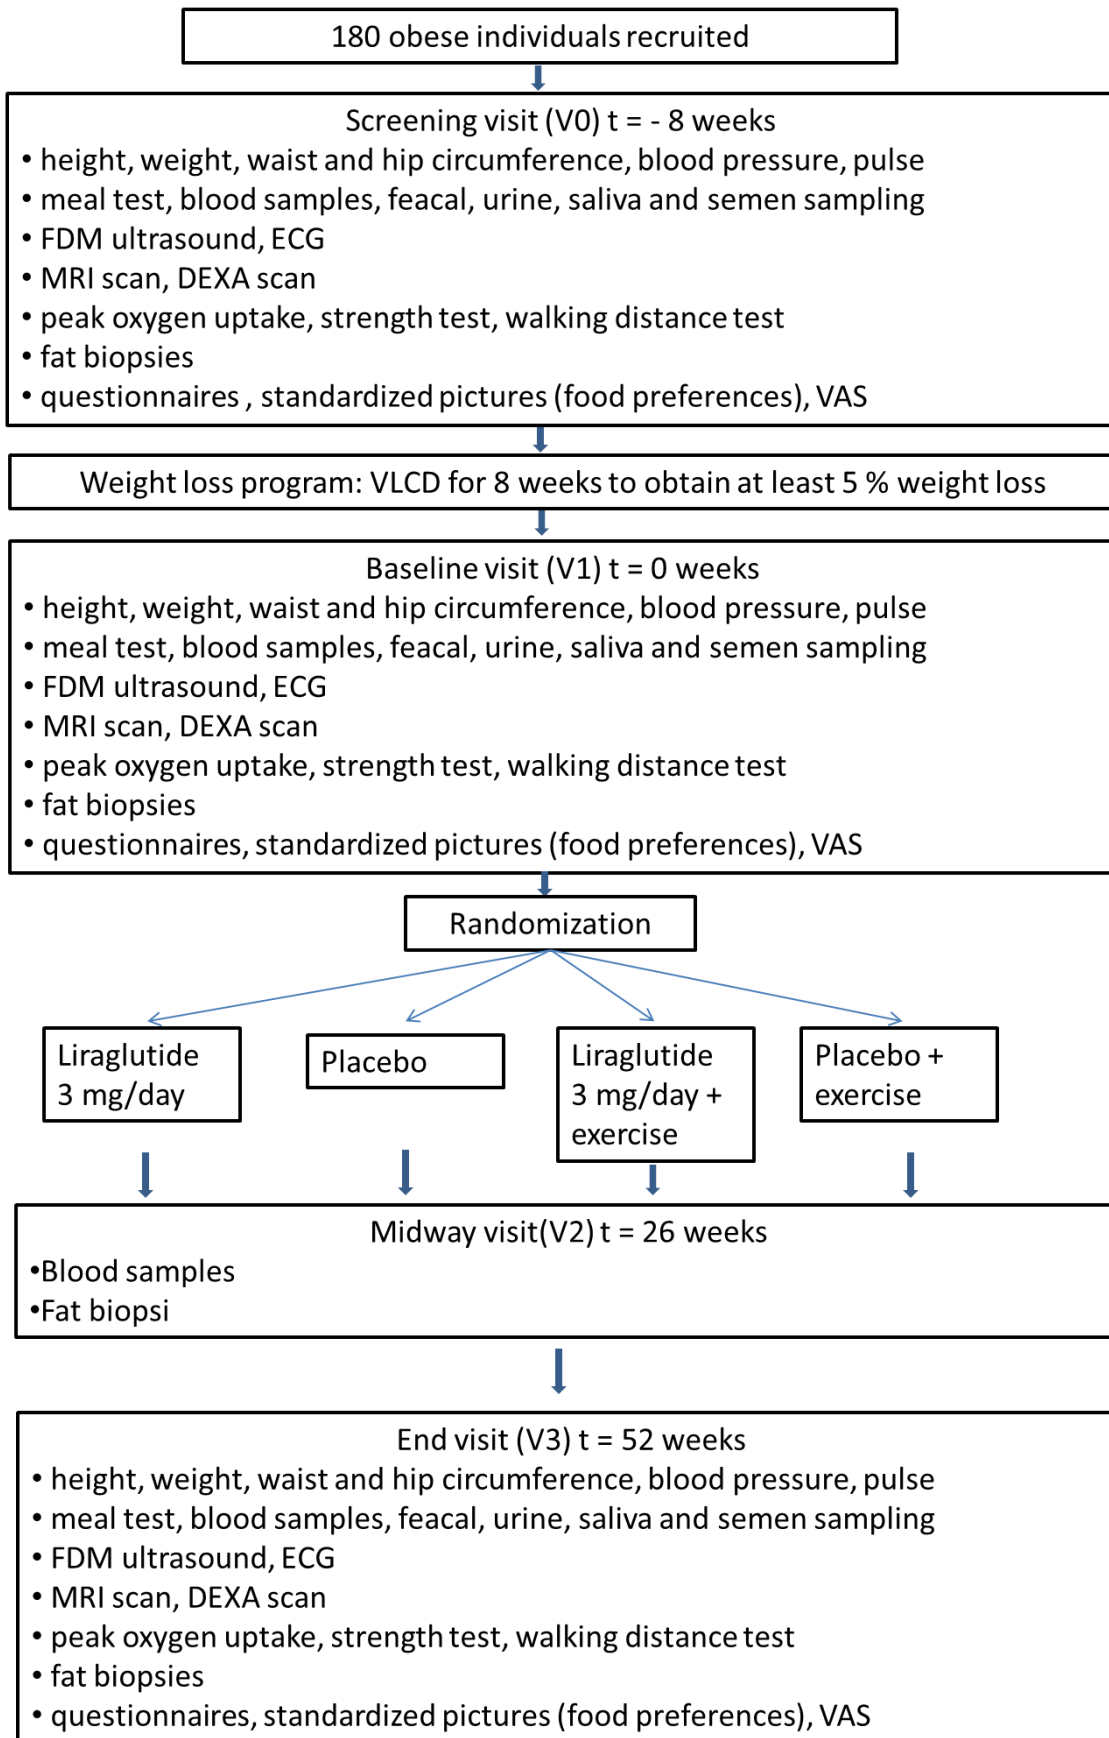 180 obese individuals recruited
Screening visit (V0) t = - 8 weeks
• height, weight, waist and hip circumference, blood pressure, pulse
• meal test, blood samples, feacal, urine, saliva and semen sampling
• FDM ultrasound, ECG
• MRI scan, DEXA scan
• peak oxygen uptake, strength test, walking distance test
• fat biopsies
• questionnaires , standardized pictures (food preferences), VAS
Weight loss program: VLCD for 8 weeks to obtain at least 5 % weight loss
Baseline visit (V1) t = 0 weeks
• height, weight, waist and hip circumference, blood pressure, pulse
• meal test, blood samples, feacal, urine, saliva and semen sampling
• FDM ultrasound, ECG
• MRI scan, DEXA scan
• peak oxygen uptake, strength test, walking distance test
• fat biopsies
• questionnaires, standardized pictures (food preferences), VAS
Randomization
Liraglutide
3 mg/day
Placebo
Liraglutide
3 mg/day +
exercise
Placebo +
exercise
Midway visit(V2) t = 26 weeks
•Blood samples
•Fat biopsi
End visit (V3) t = 52 weeks
• height, weight, waist and hip circumference, blood pressure, pulse
• meal test, blood samples, feacal, urine, saliva and semen sampling
• FDM ultrasound, ECG
• MRI scan, DEXA scan
• peak oxygen uptake, strength test, walking distance test
• fat biopsies
• questionnaires, standardized pictures (food preferences), VAS